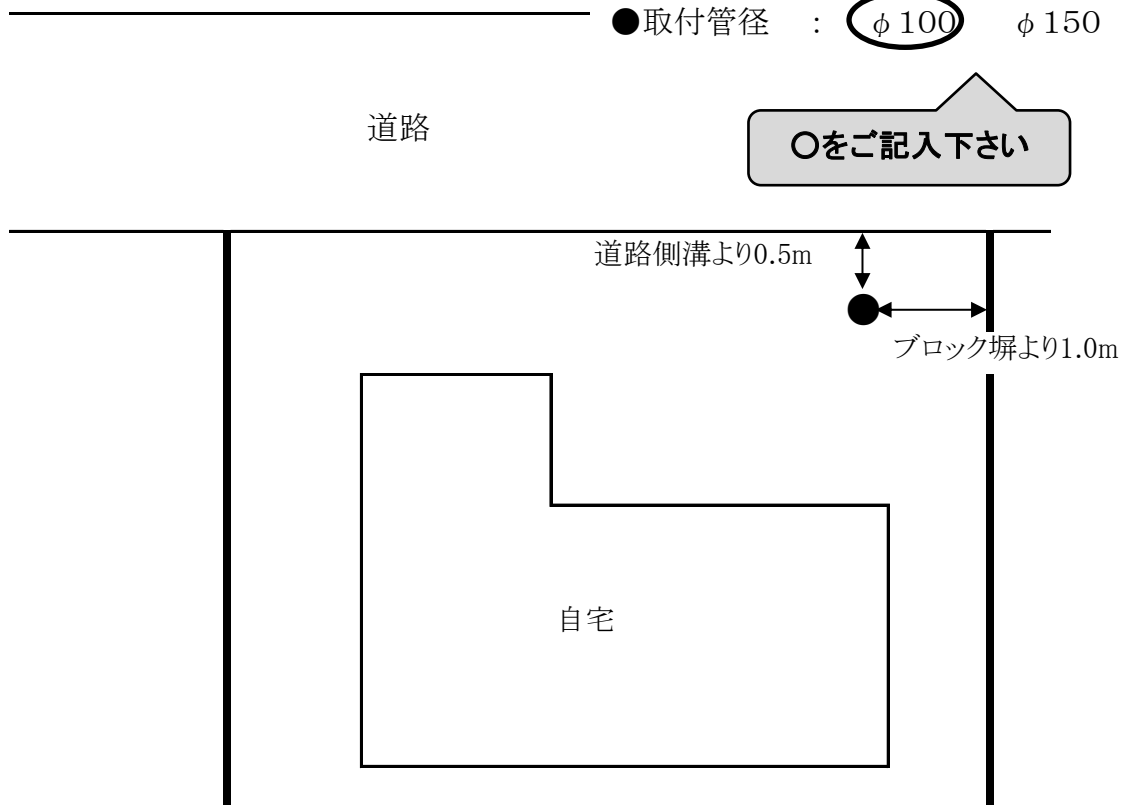 ●取付管径 : φ100 φ150
道路
○をご記入下さい
道路側溝より0.5m
ブロック塀より1.0m
自宅